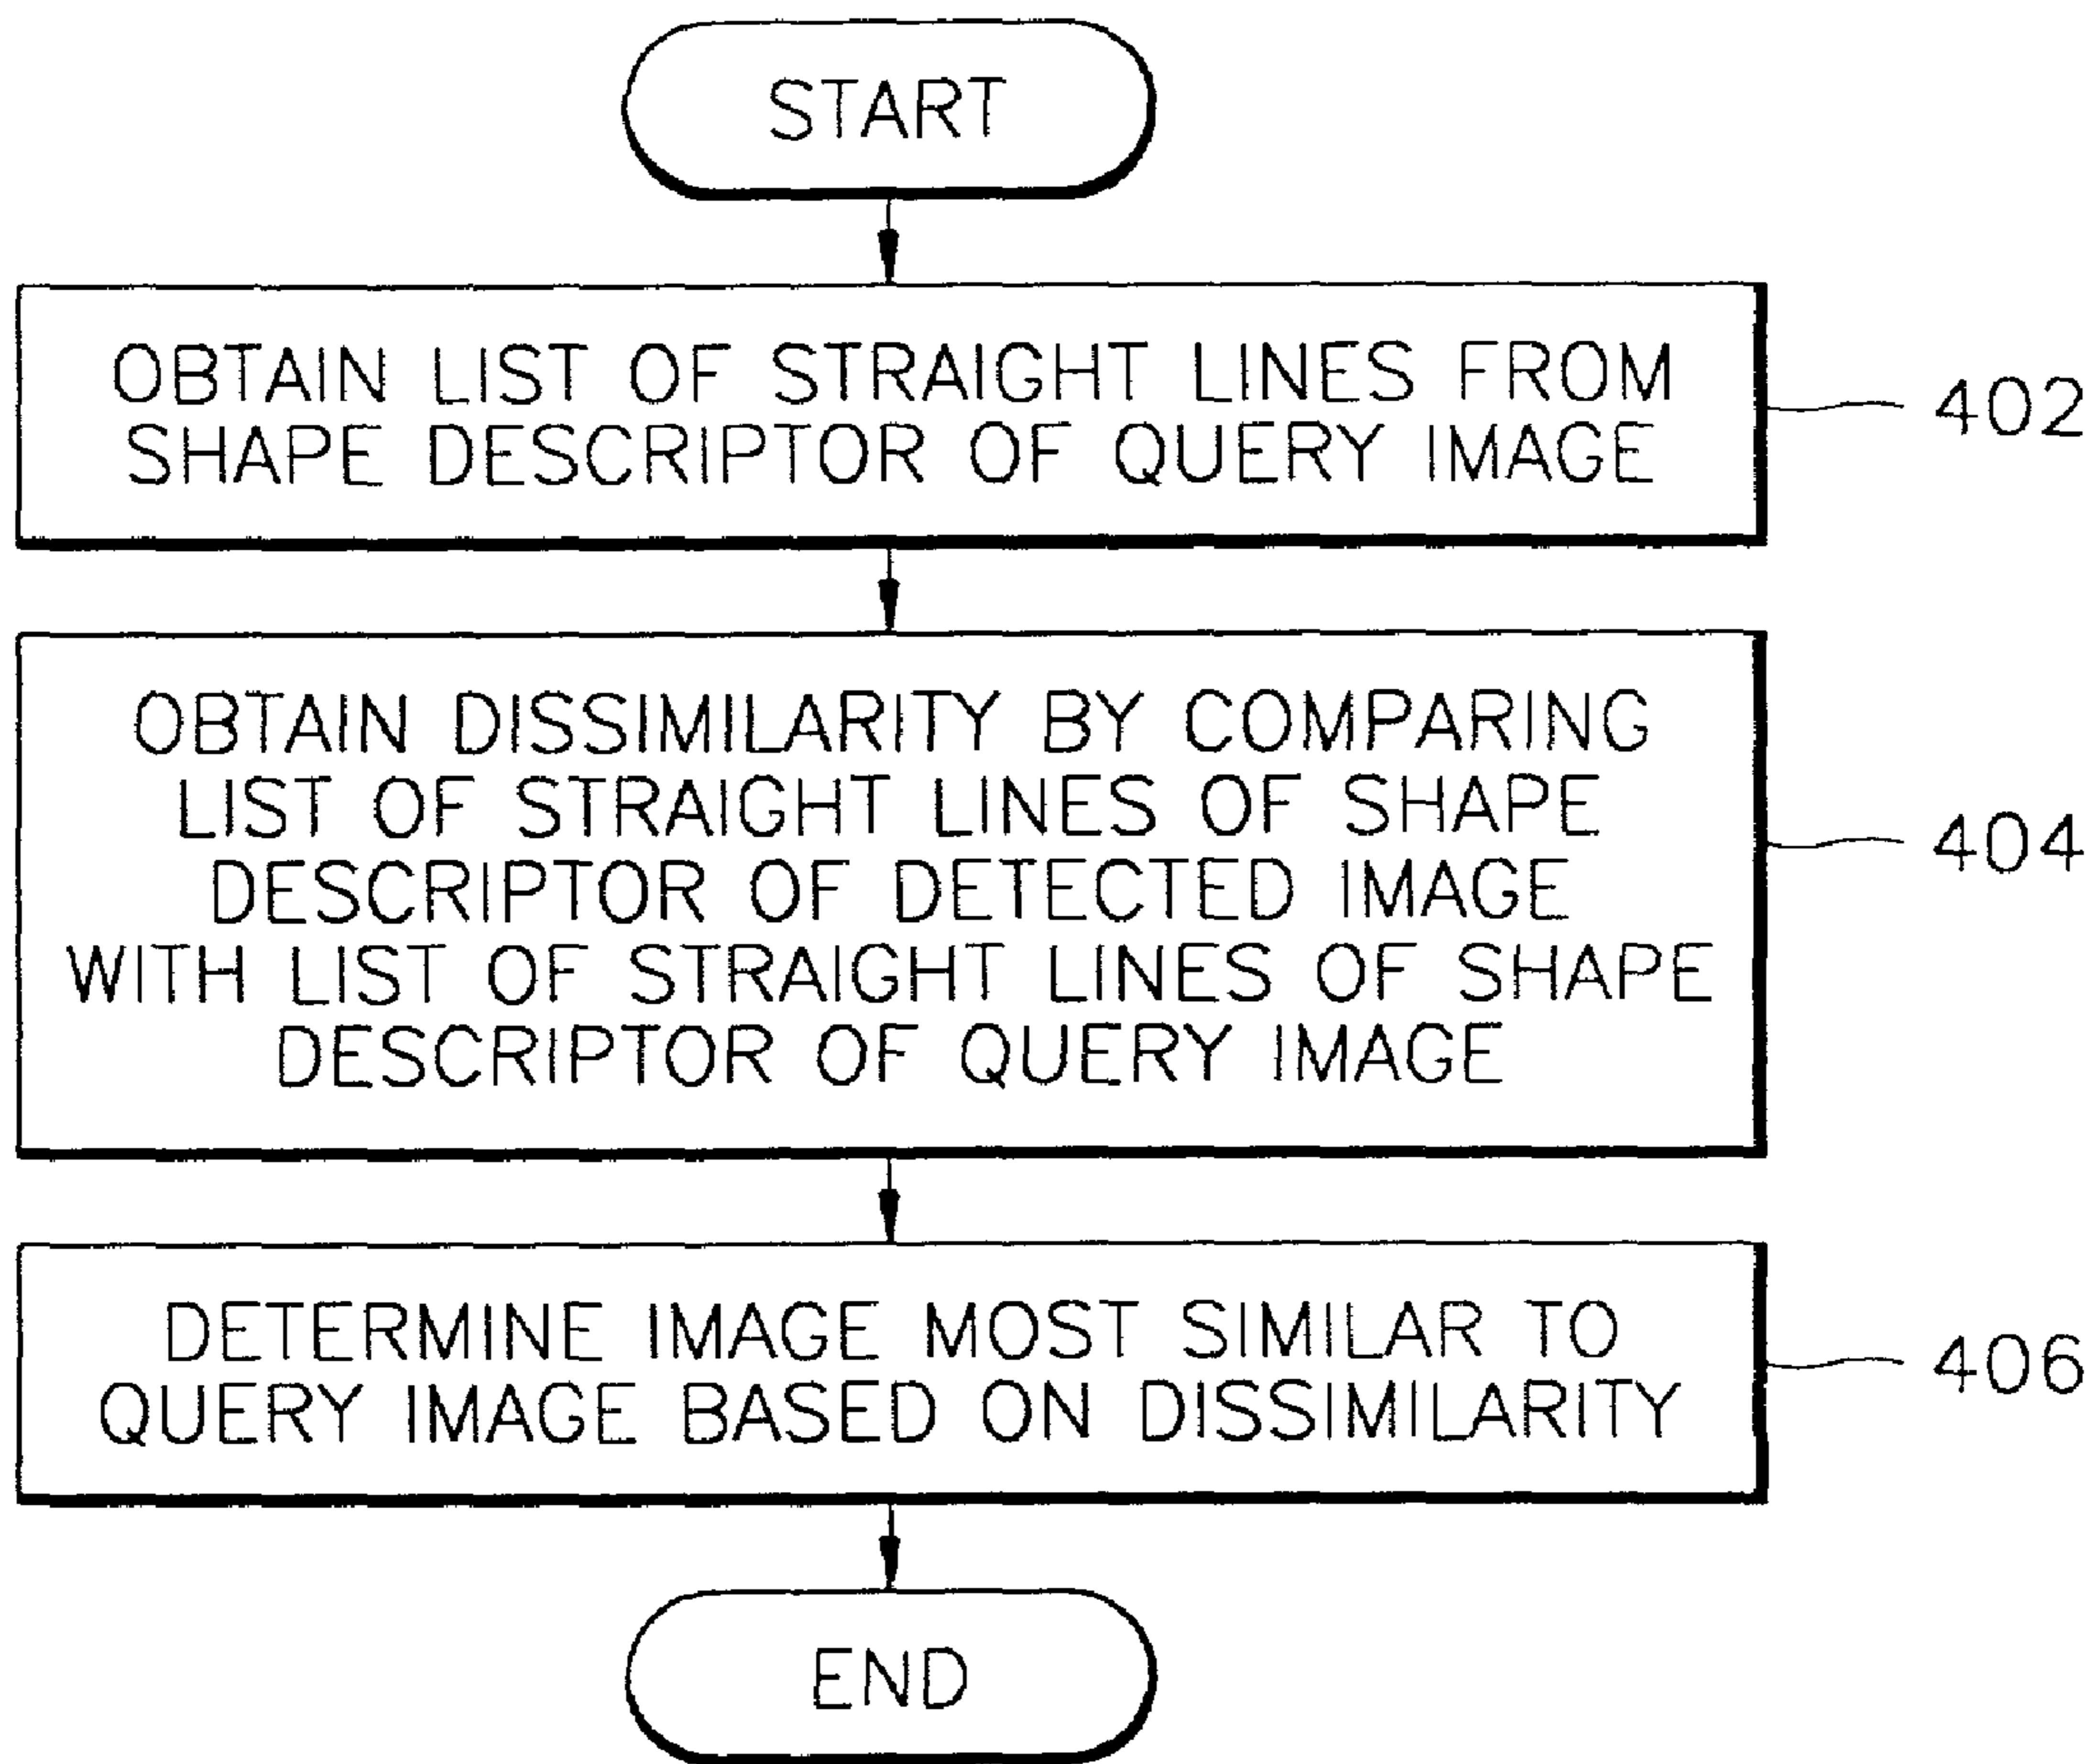 START
OBTAIN LIST OF STRAIGHT LINES FROM
SHAPE DESCRIPTOR OF QUERY IMAGE
402
OBTAIN DISSIMILARITY BY COMPARING
LIST OF STRAIGHT LINES OF SHAPE
DESCRIPTOR OF DETECTED IMAGE
WITH LIST OF STRAIGHT LINES OF SHAPE
DESCRIPTOR OF QUERY IMAGE
404
DETERMINE IMAGE MOST SIMILAR TO
QUERY IMAGE BASED ON DISSIMILARITY
406
END